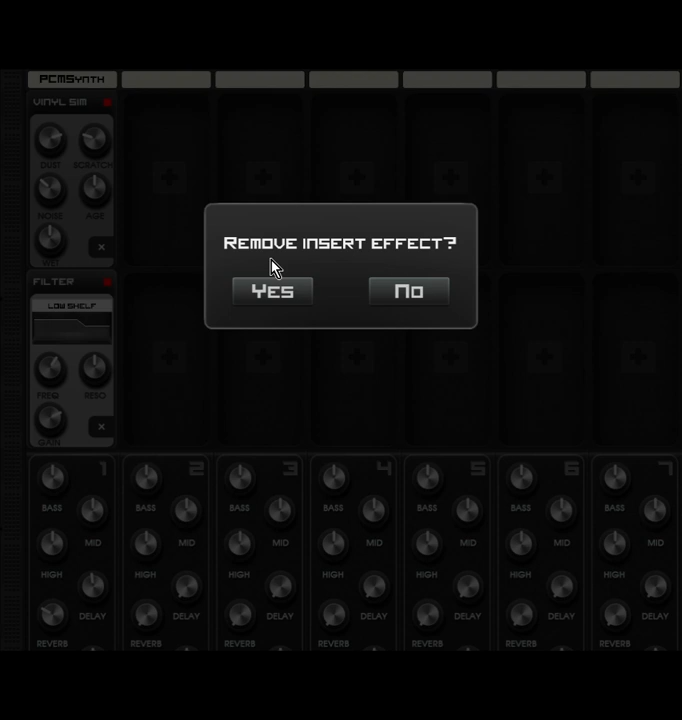 PCMSynth
Vinyl Sim
Dust Scratch
Noise Age
Remove insert effect?
Yes No
Filter
Low Shelf
Freq Reso
Gain
1 2 3 4 5 6 7
Bass Bass Bass Bass Bass Bass Bass
Mid Mid Mid Mid Mid Mid Mid
High High High High High High High
Delay Delay Delay Delay Delay Delay Delay
Reverb Reverb Reverb Reverb Reverb Reverb Reverb